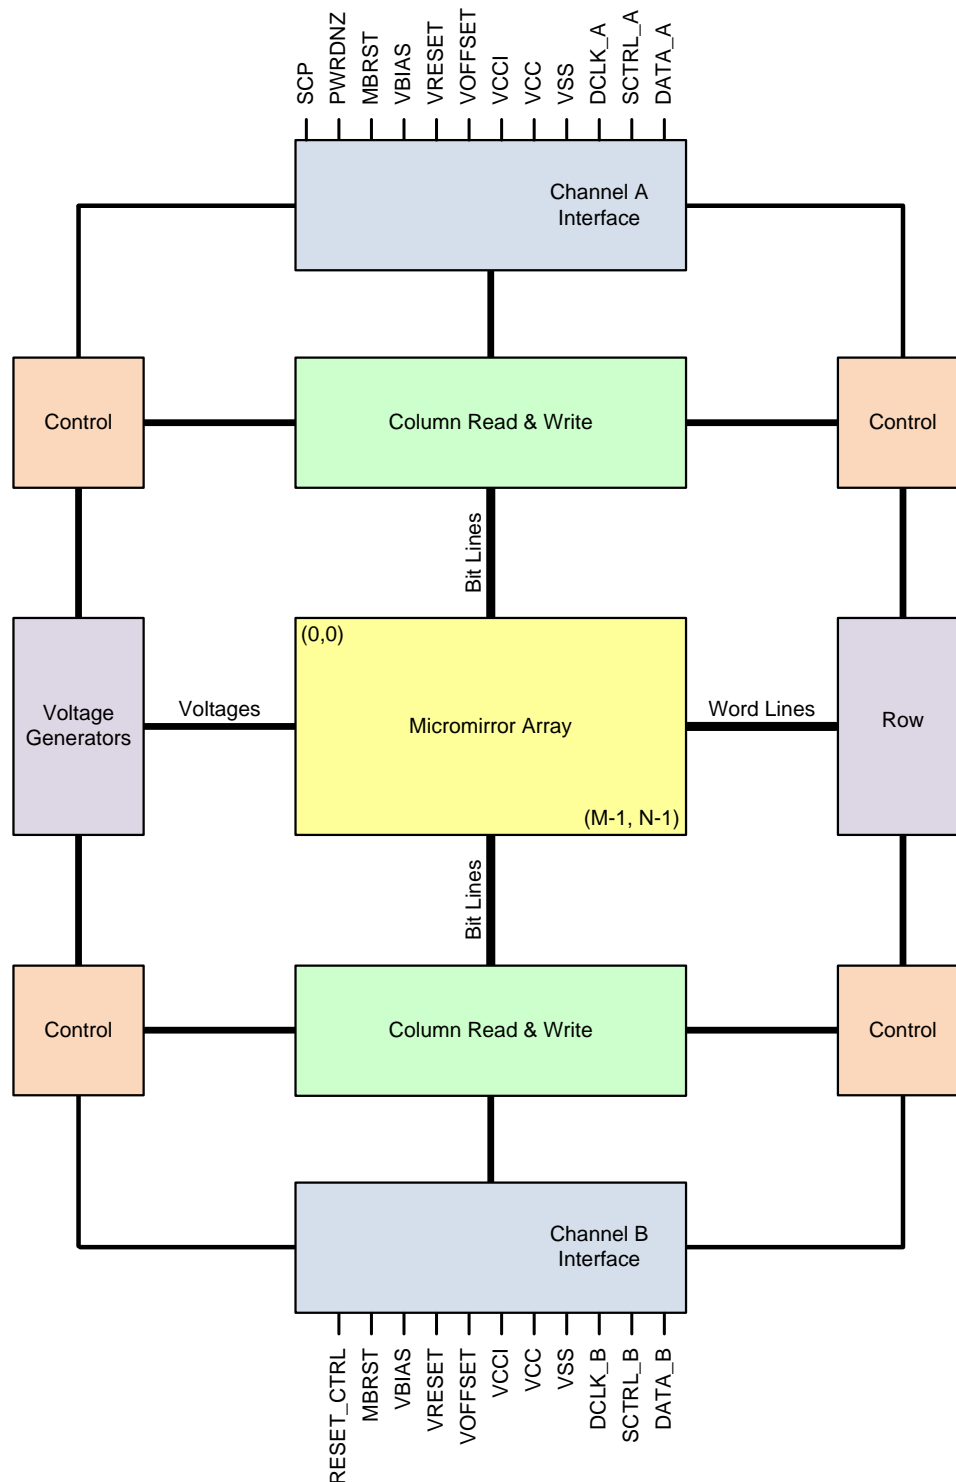 SCP
PWRDNZ
MBRST
VBIAS
VRESET
VOFFSET
VCCI
VCC
VSS
DCLK_A
SCTRL_A
DATA_A
Channel A
Interface
Control
Column Read & Write
Control
Bit Lines
(0,0)
Voltage
Generators
Voltages
Micromirror Array
Word Lines
Row
(M-1, N-1)
Bit Lines
Control
Column Read & Write
Control
Channel B
Interface
RESET_CTRL
MBRST
VBIAS
VRESET
VOFFSET
VCCI
VCC
VSS
DCLK_B
SCTRL_B
DATA_B